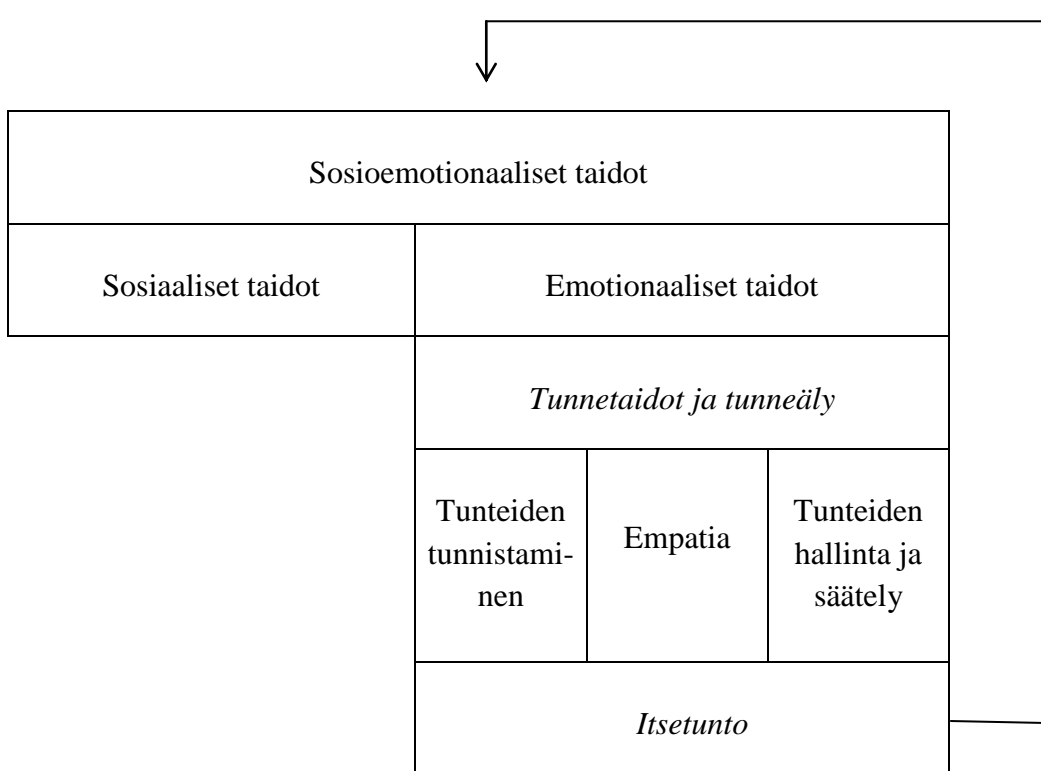 Sosioemotionaaliset taidot
Sosiaaliset taidot
Emotionaaliset taidot
Tunnetaidot ja tunneäly
Tunteiden
tunnistami-
nen
Empatia
Tunteiden
hallinta ja
säätely
Itsetunto